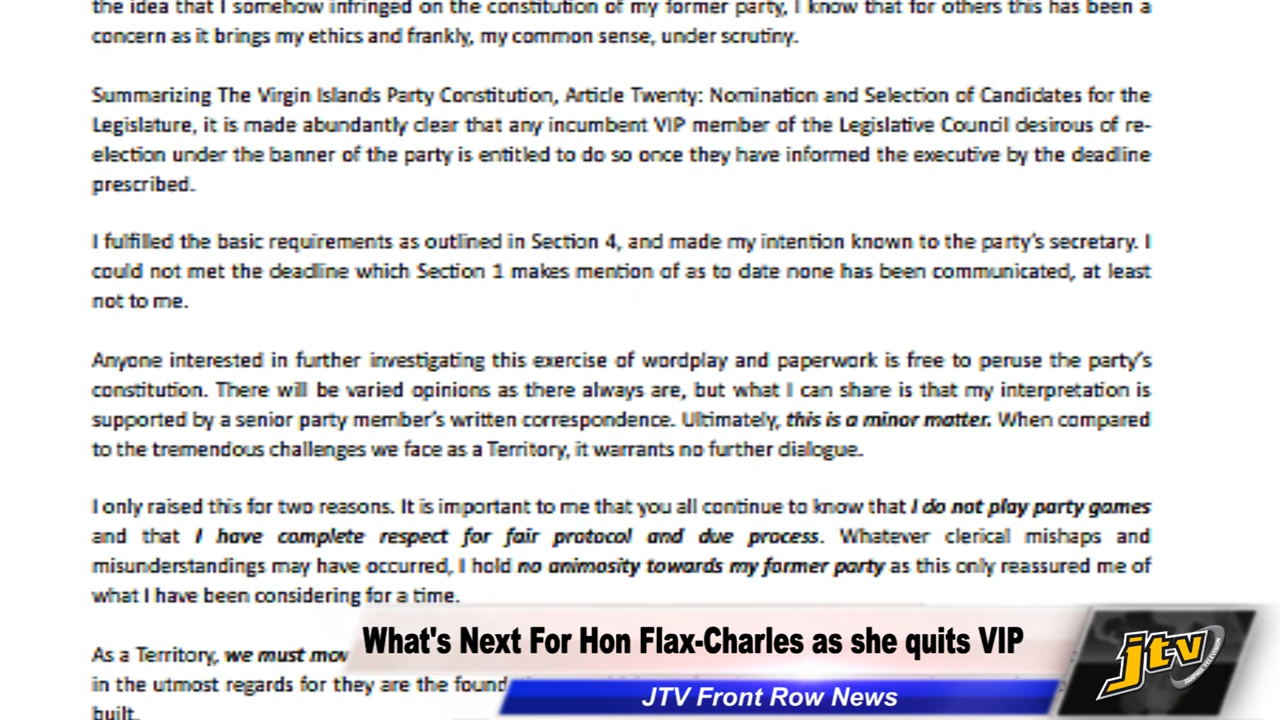 the idea that I somehow infringed on the constitution of my former party, I know that for others this has been a
concern as it brings my ethics and frankly, my common sense, under scrutiny.
Summarizing The Virgin Islands Party Constitution, Article Twenty: Nomination and Selection of Candidates for the
Legislature, it is made abundantly clear that any incumbent VIP member of the Legislative Council desirous of re-
election under the banner of the party is entitled to do so once they have informed the executive by the deadline
prescribed.
I fulfilled the basic requirements as outlined in Section 4, and made my intention known to the party's secretary. I
could not met the deadline which Section 1 makes mention of as to date none has been communicated, at least
not to me.
Anyone interested in further investigating this exercise of wordplay and paperwork is free to peruse the party's
constitution. There will be varied opinions as there always are, but what I can share is that my interpretation is
supported by a senior party member's written correspondence. Ultimately, this is a minor matter. When compared
to the tremendous challenges we face as a Territory, it warrants no further dialogue.
I only raised this for two reasons. It is important to me that you all continue to know that I do not play party games
and that I have complete respect for fair protocol and due process. Whatever clerical mishaps and
misunderstandings may have occurred, I hold no animosity towards my former party as this only reassured me of
what I have been considering for a time.
As a Territory, we must mov
in the utmost regards for they are the found
built.
What's Next For Hon Flax-Charles as she quits VIP
JTV Front Row News
jtv